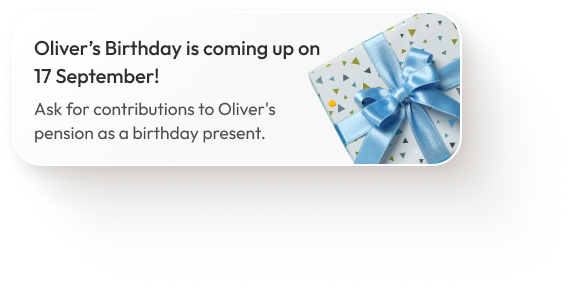 Oliver’s Birthday is coming up on
17 September!
Ask for contributions to Oliver's
pension as a birthday present.